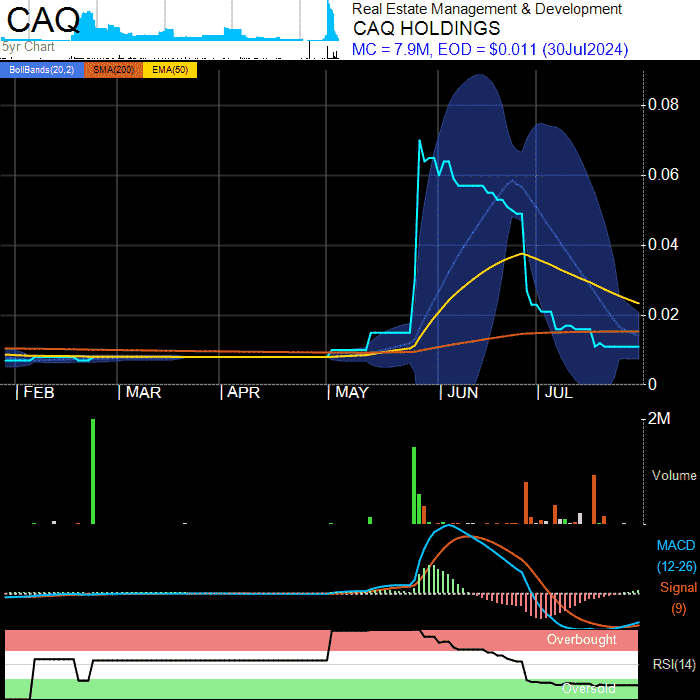 CAQ
5yr Chart
Real Estate Management & Development
CAQ HOLDINGS
MC = 7.9M, EOD = $0.011 (30Jul2024)
BollBands(20,2) SMA(200) EMA(50)
0.08
0.06
0.04
0.02
0
FEB MAR APR MAY JUN JUL
2M
Volume
MACD
(12-26)
Signal
(9)
Overbought
RSI(14)
Oversold